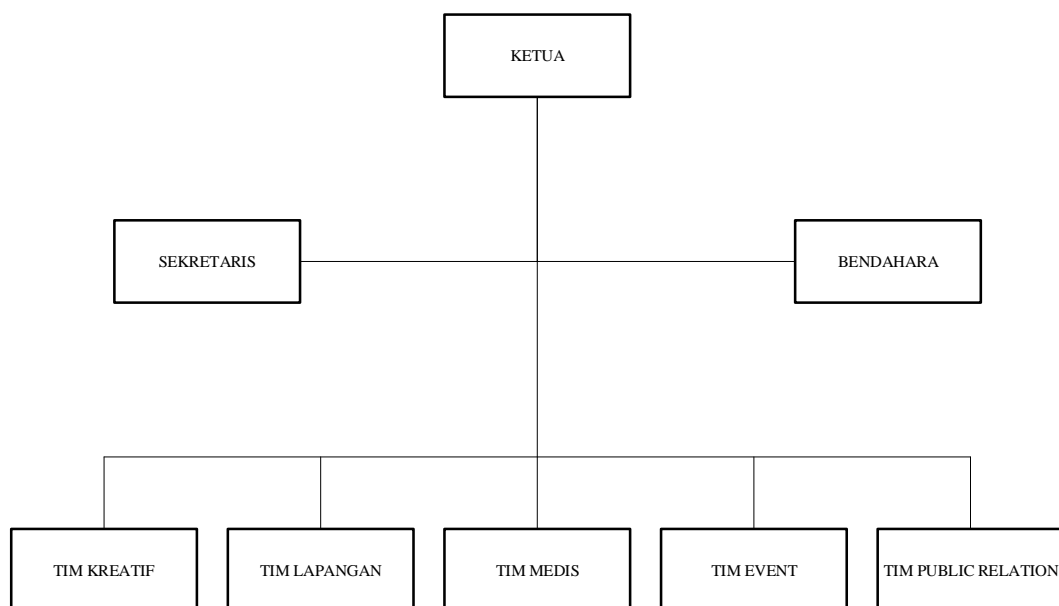 KETUA
SEKRETARIS
BENDAHARA
TIM KREATIF
TIM LAPANGAN
TIM MEDIS
TIM EVENT
TIM PUBLIC RELATION